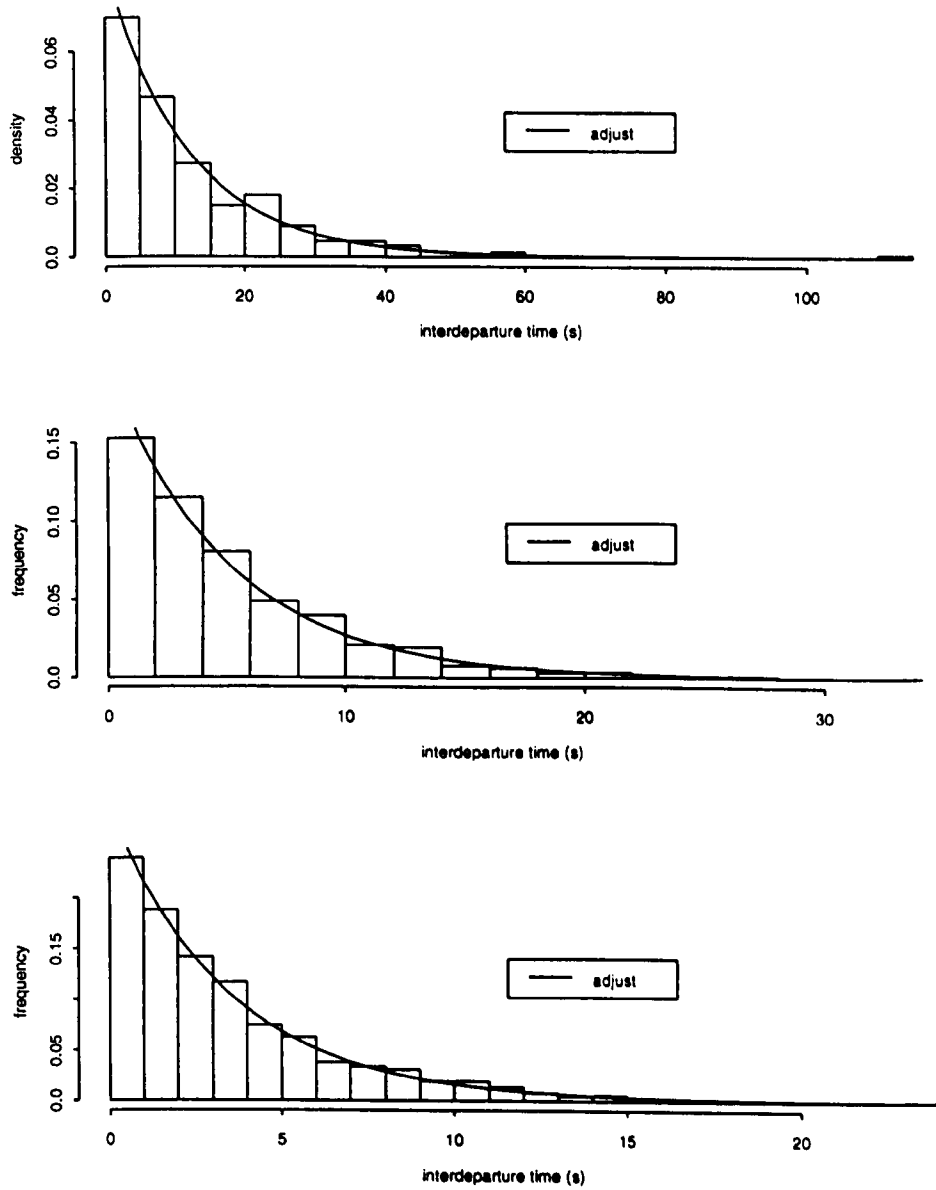 density
0.0 0.02 0.04 0.06
adjust
0 20 40 60 80 100
interdeparture time (s)
frequency
0.0 0.05 0.10 0.15
adjust
0 10 20 30
interdeparture time (s)
frequency
0.0 0.05 0.15
adjust
0 5 10 15 20
interdeparture time (s)